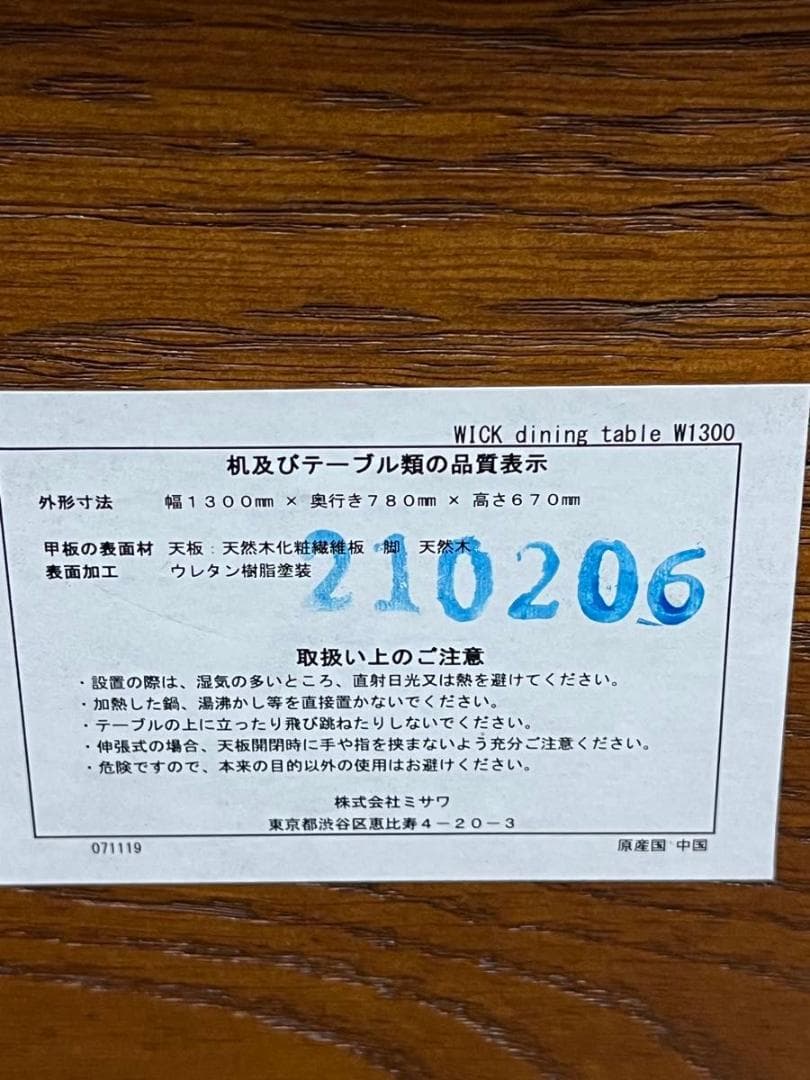 WICK dining table W1300
机及びテーブル類の品質表示
外形寸法 幅1300㎜ × 奥行き780㎜ × 高さ670㎜
甲板の表面材 天板:天然木化粧繊維板 脚 天然木
表面加工 ウレタン樹脂塗装
210206
取扱い上のご注意
・設置の際は、湿気の多いところ、直射日光又は熱を避けてください。
・加熱した鍋、湯沸かし等を直接置かないでください。
・テーブルの上に立ったり飛び跳ねたりしないでください。
・伸張式の場合、天板開閉時に手や指を挟まないよう充分ご注意ください。
・危険ですので、本来の目的以外の使用はお避けください。
株式会社ミサワ
東京都渋谷区恵比寿4-20-3
071119 原産国 中国